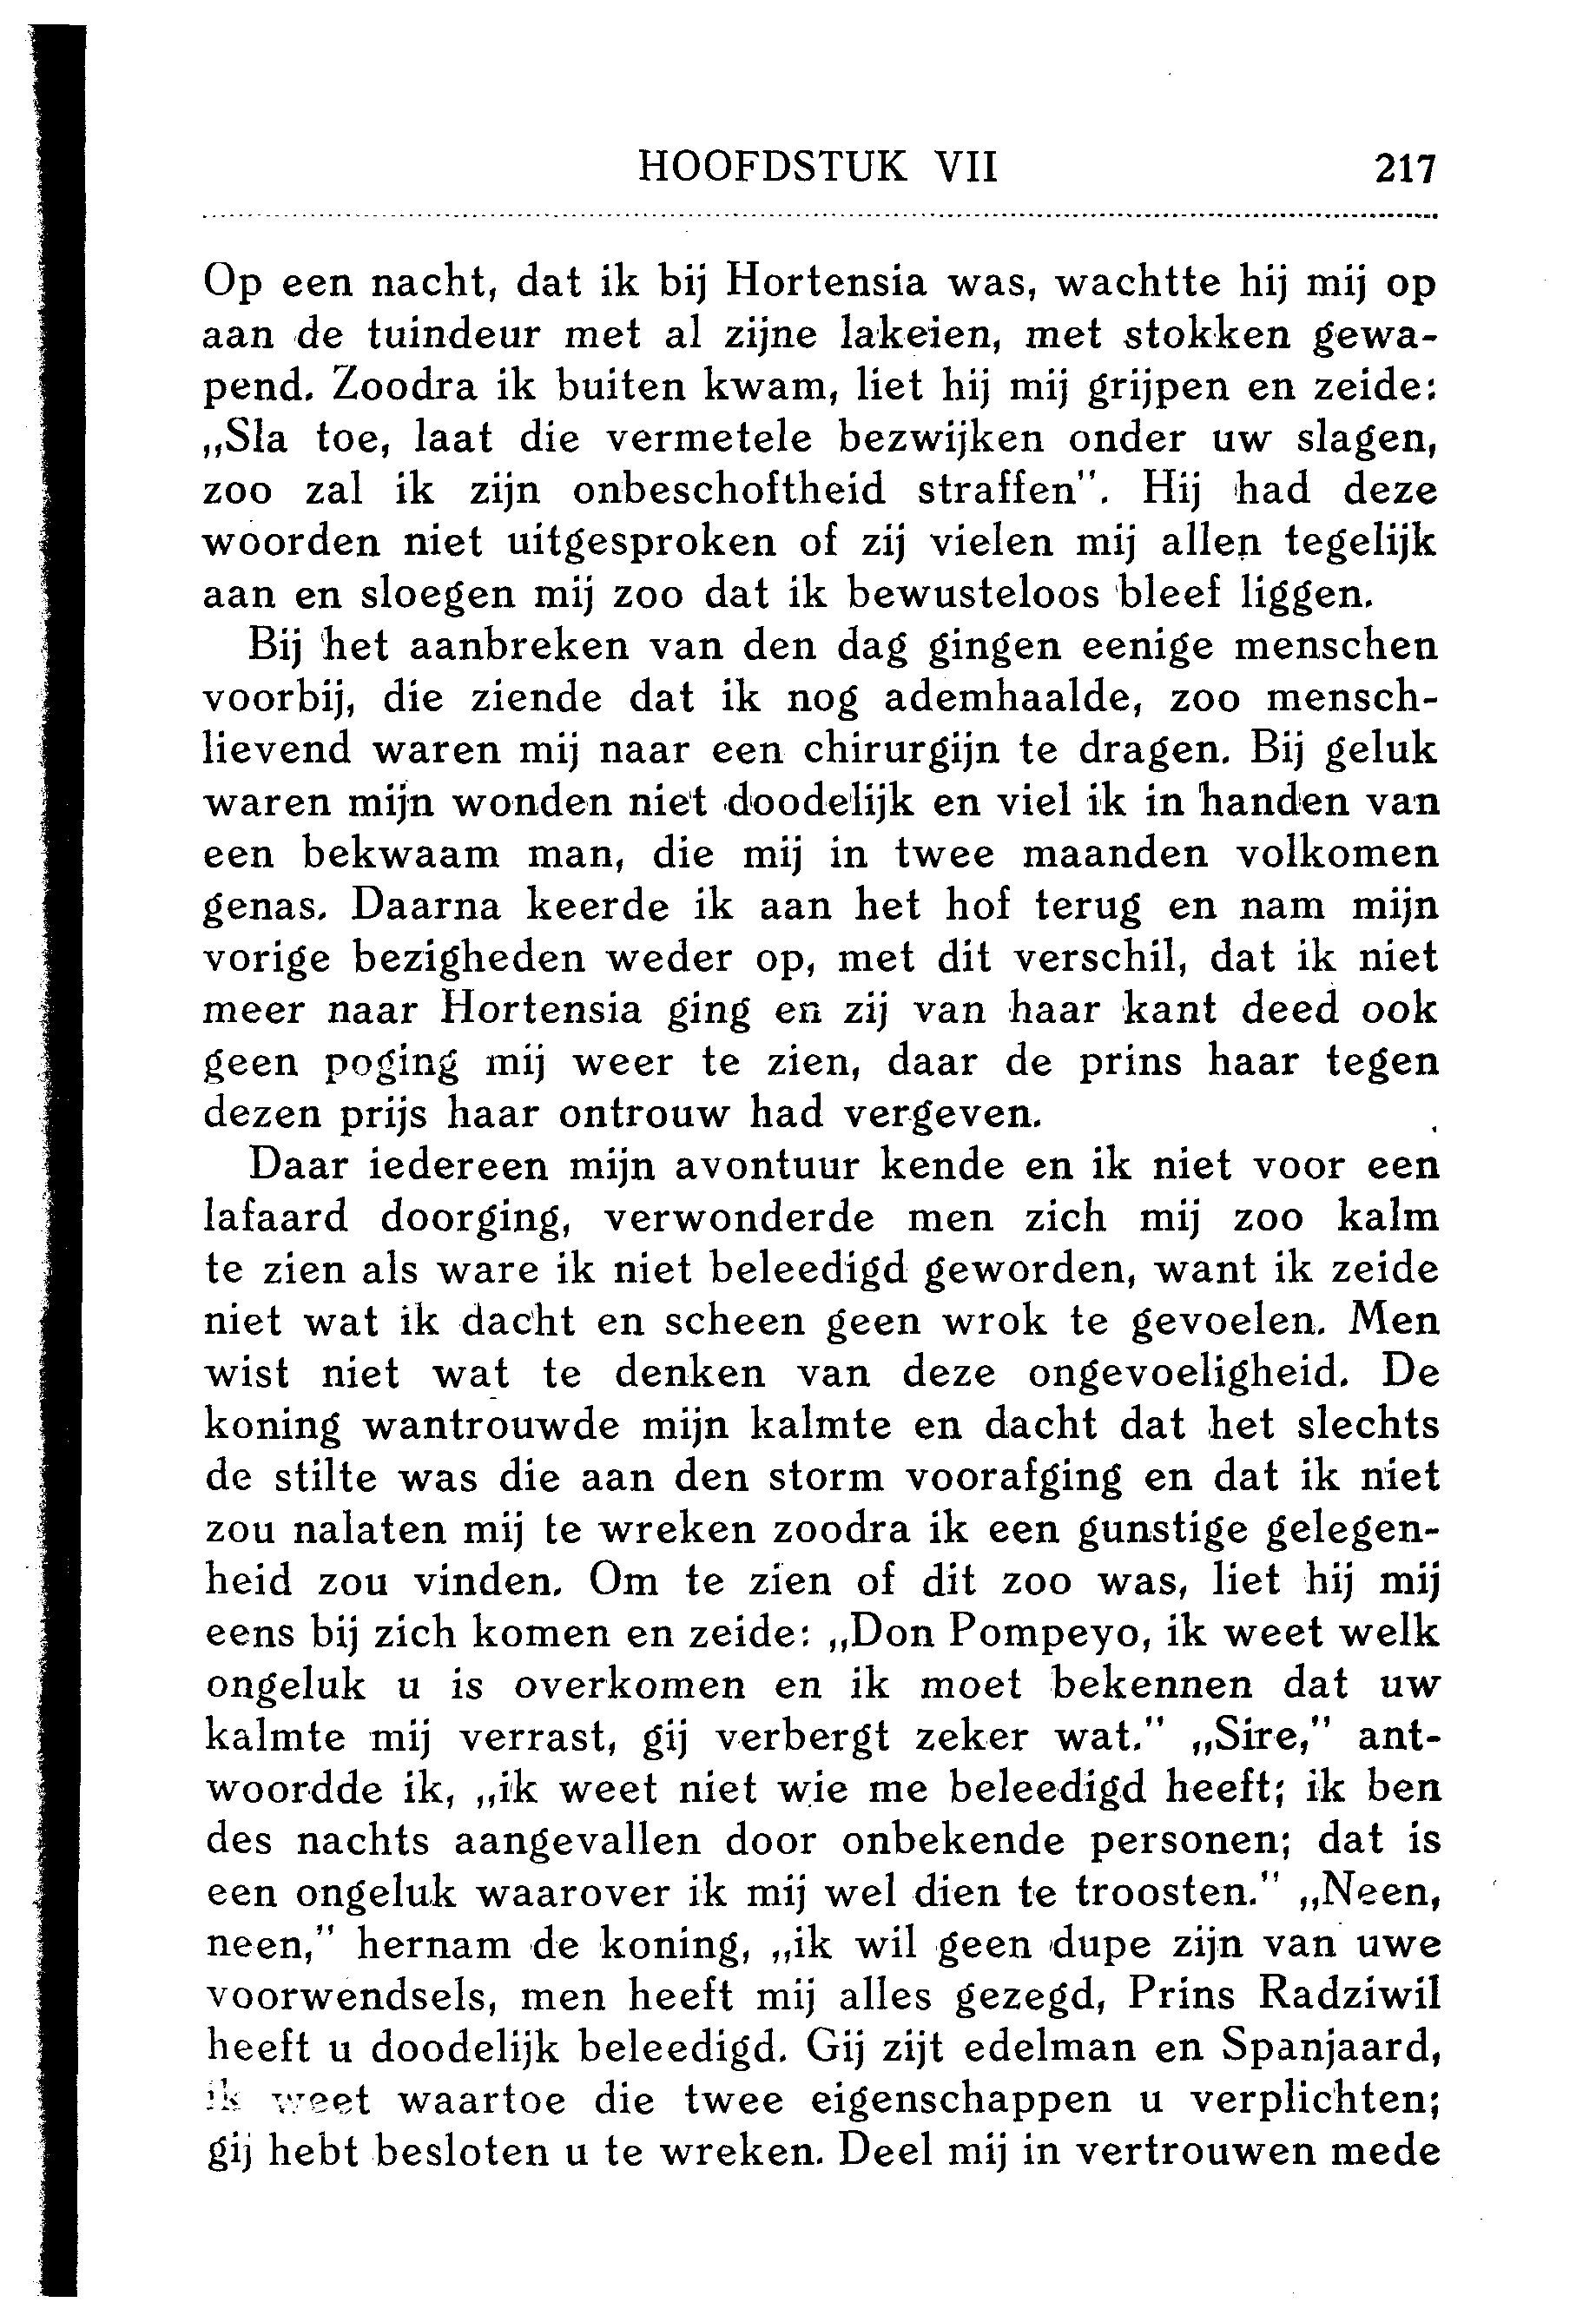 HOOFDSTUK VII 217
Op een nacht, dat ik bij Hortensia was, wachtte hij mij op
aan de tuindeur met al zijne lakeien, met stokken gewa-
pend. Zoodra ik buiten kwam, liet hij mij grijpen en zeide:
„Sla toe, laat die vermetele bezwijken onder uw slagen,
zoo zal ik zijn onbeschoftheid straffen". Hij had deze
woorden niet uitgesproken of zij vielen mij allen tegelijk
aan en sloegen mij zoo dat ik bewusteloos bleef liggen.
Bij het aanbreken van den dag gingen eenige menschen
voorbij, die ziende dat ik nog ademhaalde, zoo mensch-
lievend waren mij naar een chirurgijn te dragen. Bij geluk
waren mijn wonden niet doodelijk en viel ik in handen van
een bekwaam man, die mij in twee maanden volkomen
genas. Daarna keerde ik aan het hof terug en nam mijn
vorige bezigheden weder op, met dit verschil, dat ik niet
meer naar Hortensia ging en zij van haar kant deed ook
geen poging mij weer te zien, daar de prins haar tegen
dezen prijs haar ontrouw had vergeven.
Daar iedereen mijn avontuur kende en ik niet voor een
lafaard doorging, verwonderde men zich mij zoo kalm
te zien als ware ik niet beleedigd geworden, want ik zeide
niet wat ik dacht en scheen geen wrok te gevoelen. Men
wist niet wat te denken van deze ongevoeligheid. De
koning wantrouwde mijn kalmte en dacht dat het slechts
de stilte was die aan den storm voorafging en dat ik niet
zou nalaten mij te wreken zoodra ik een gunstige gelegen-
heid zou vinden. Om te zien of dit zoo was, liet hij mij
eens bij zich komen en zeide: „Don Pompeyo, ik weet welk
ongeluk u is overkomen en ik moet bekennen dat uw
kalmte mij verrast, gij verbergt zeker wat." „Sire," ant-
woordde ik, „ik weet niet wie me beleedigd heeft; ik ben
des nachts aangevallen door onbekende personen; dat is
een ongeluk waarover ik mij wel dien te troosten." „Neen,
neen," hernam de koning, „ik wil geen dupe zijn van uwe
voorwendsels, men heeft mij alles gezegd, Prins Radziwil
heeft u doodelijk beleedigd. Gij zijt edelman en Spanjaard,
ik weet waartoe die twee eigenschappen u verplichten;
gij hebt besloten u te wreken. Deel mij in vertrouwen mede